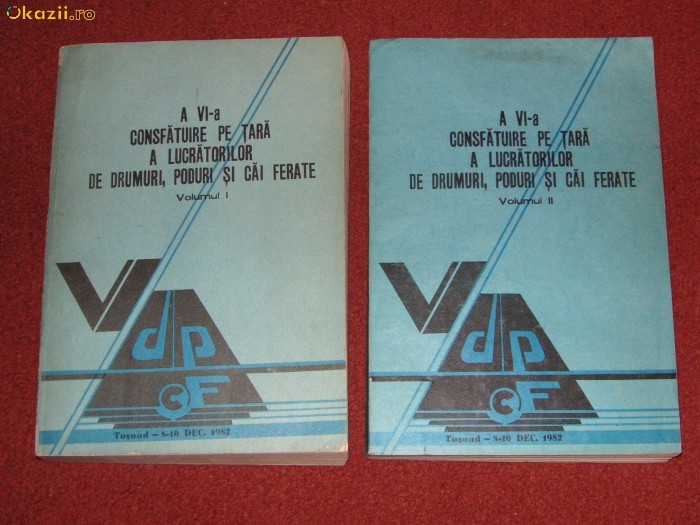 Okazii.ro
A VI-a
CONSFĂTUIRE PE ȚARĂ
A LUCRĂTORILOR
DE DRUMURI, PODURI ȘI CĂI FERATE
Volumul I
VI
dp
CF
Tușnad – 8-10 DEC. 1982
A VI-a
CONSFĂTUIRE PE ȚARĂ
A LUCRĂTORILOR
DE DRUMURI, PODURI ȘI CĂI FERATE
Volumul II
VI
dp
CF
Tușnad – 8-10 DEC. 1982